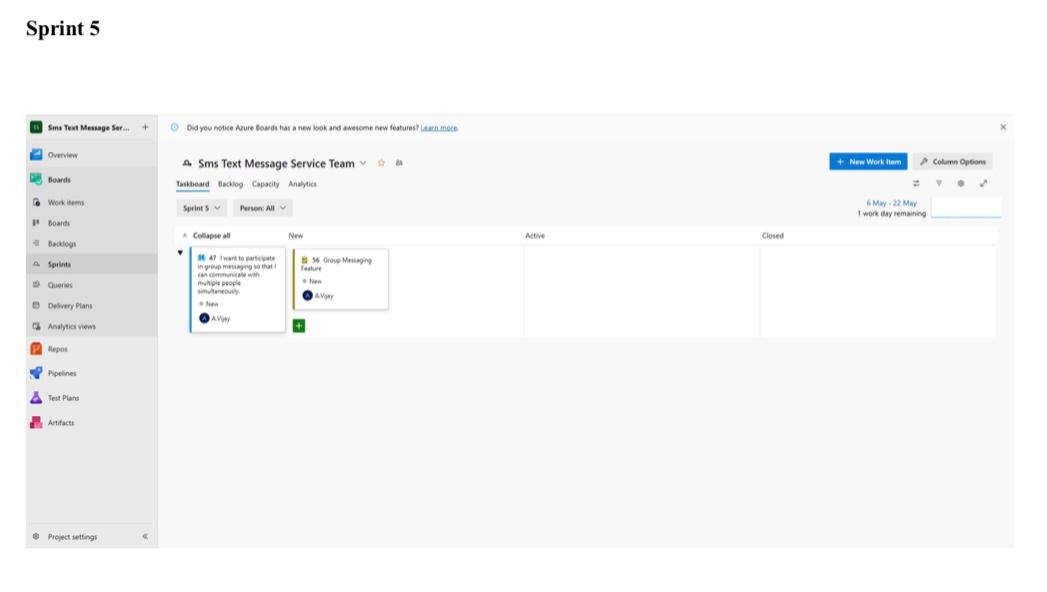 Sprint 5
Sms Text Message Ser... +
Did you notice Azure Boards has a new look and awesome new features? Learn more.
Overview
Boards
Work items
Boards
Backlogs
Sprints
Queries
Delivery Plans
Analytics views
Repos
Pipelines
Test Plans
Artifacts
Project settings
Sms Text Message Service Team
+ New Work Item
Column Options
Taskboard Backlog Capacity Analytics
Sprint 5
Person: All
6 May - 22 May
1 work day remaining
Collapse all
New
Active
Closed
47 I want to participate
in group messaging so that I
can communicate with
multiple people
simultaneously.
New
A.Vijay
56 Group Messaging
Feature
New
A.Vijay